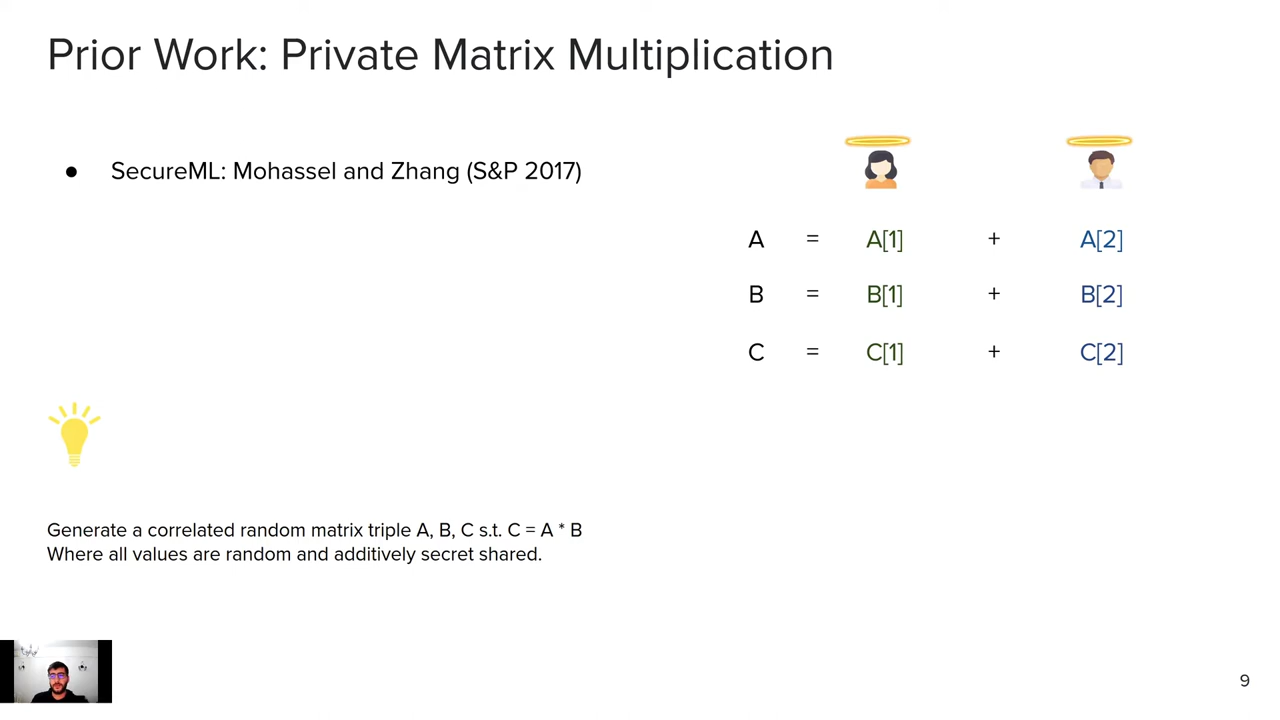 Prior Work: Private Matrix Multiplication
● SecureML: Mohassel and Zhang (S&P 2017)
A = A[1] + A[2]
B = B[1] + B[2]
C = C[1] + C[2]
Generate a correlated random matrix triple A, B, C s.t. C = A * B
Where all values are random and additively secret shared.
9